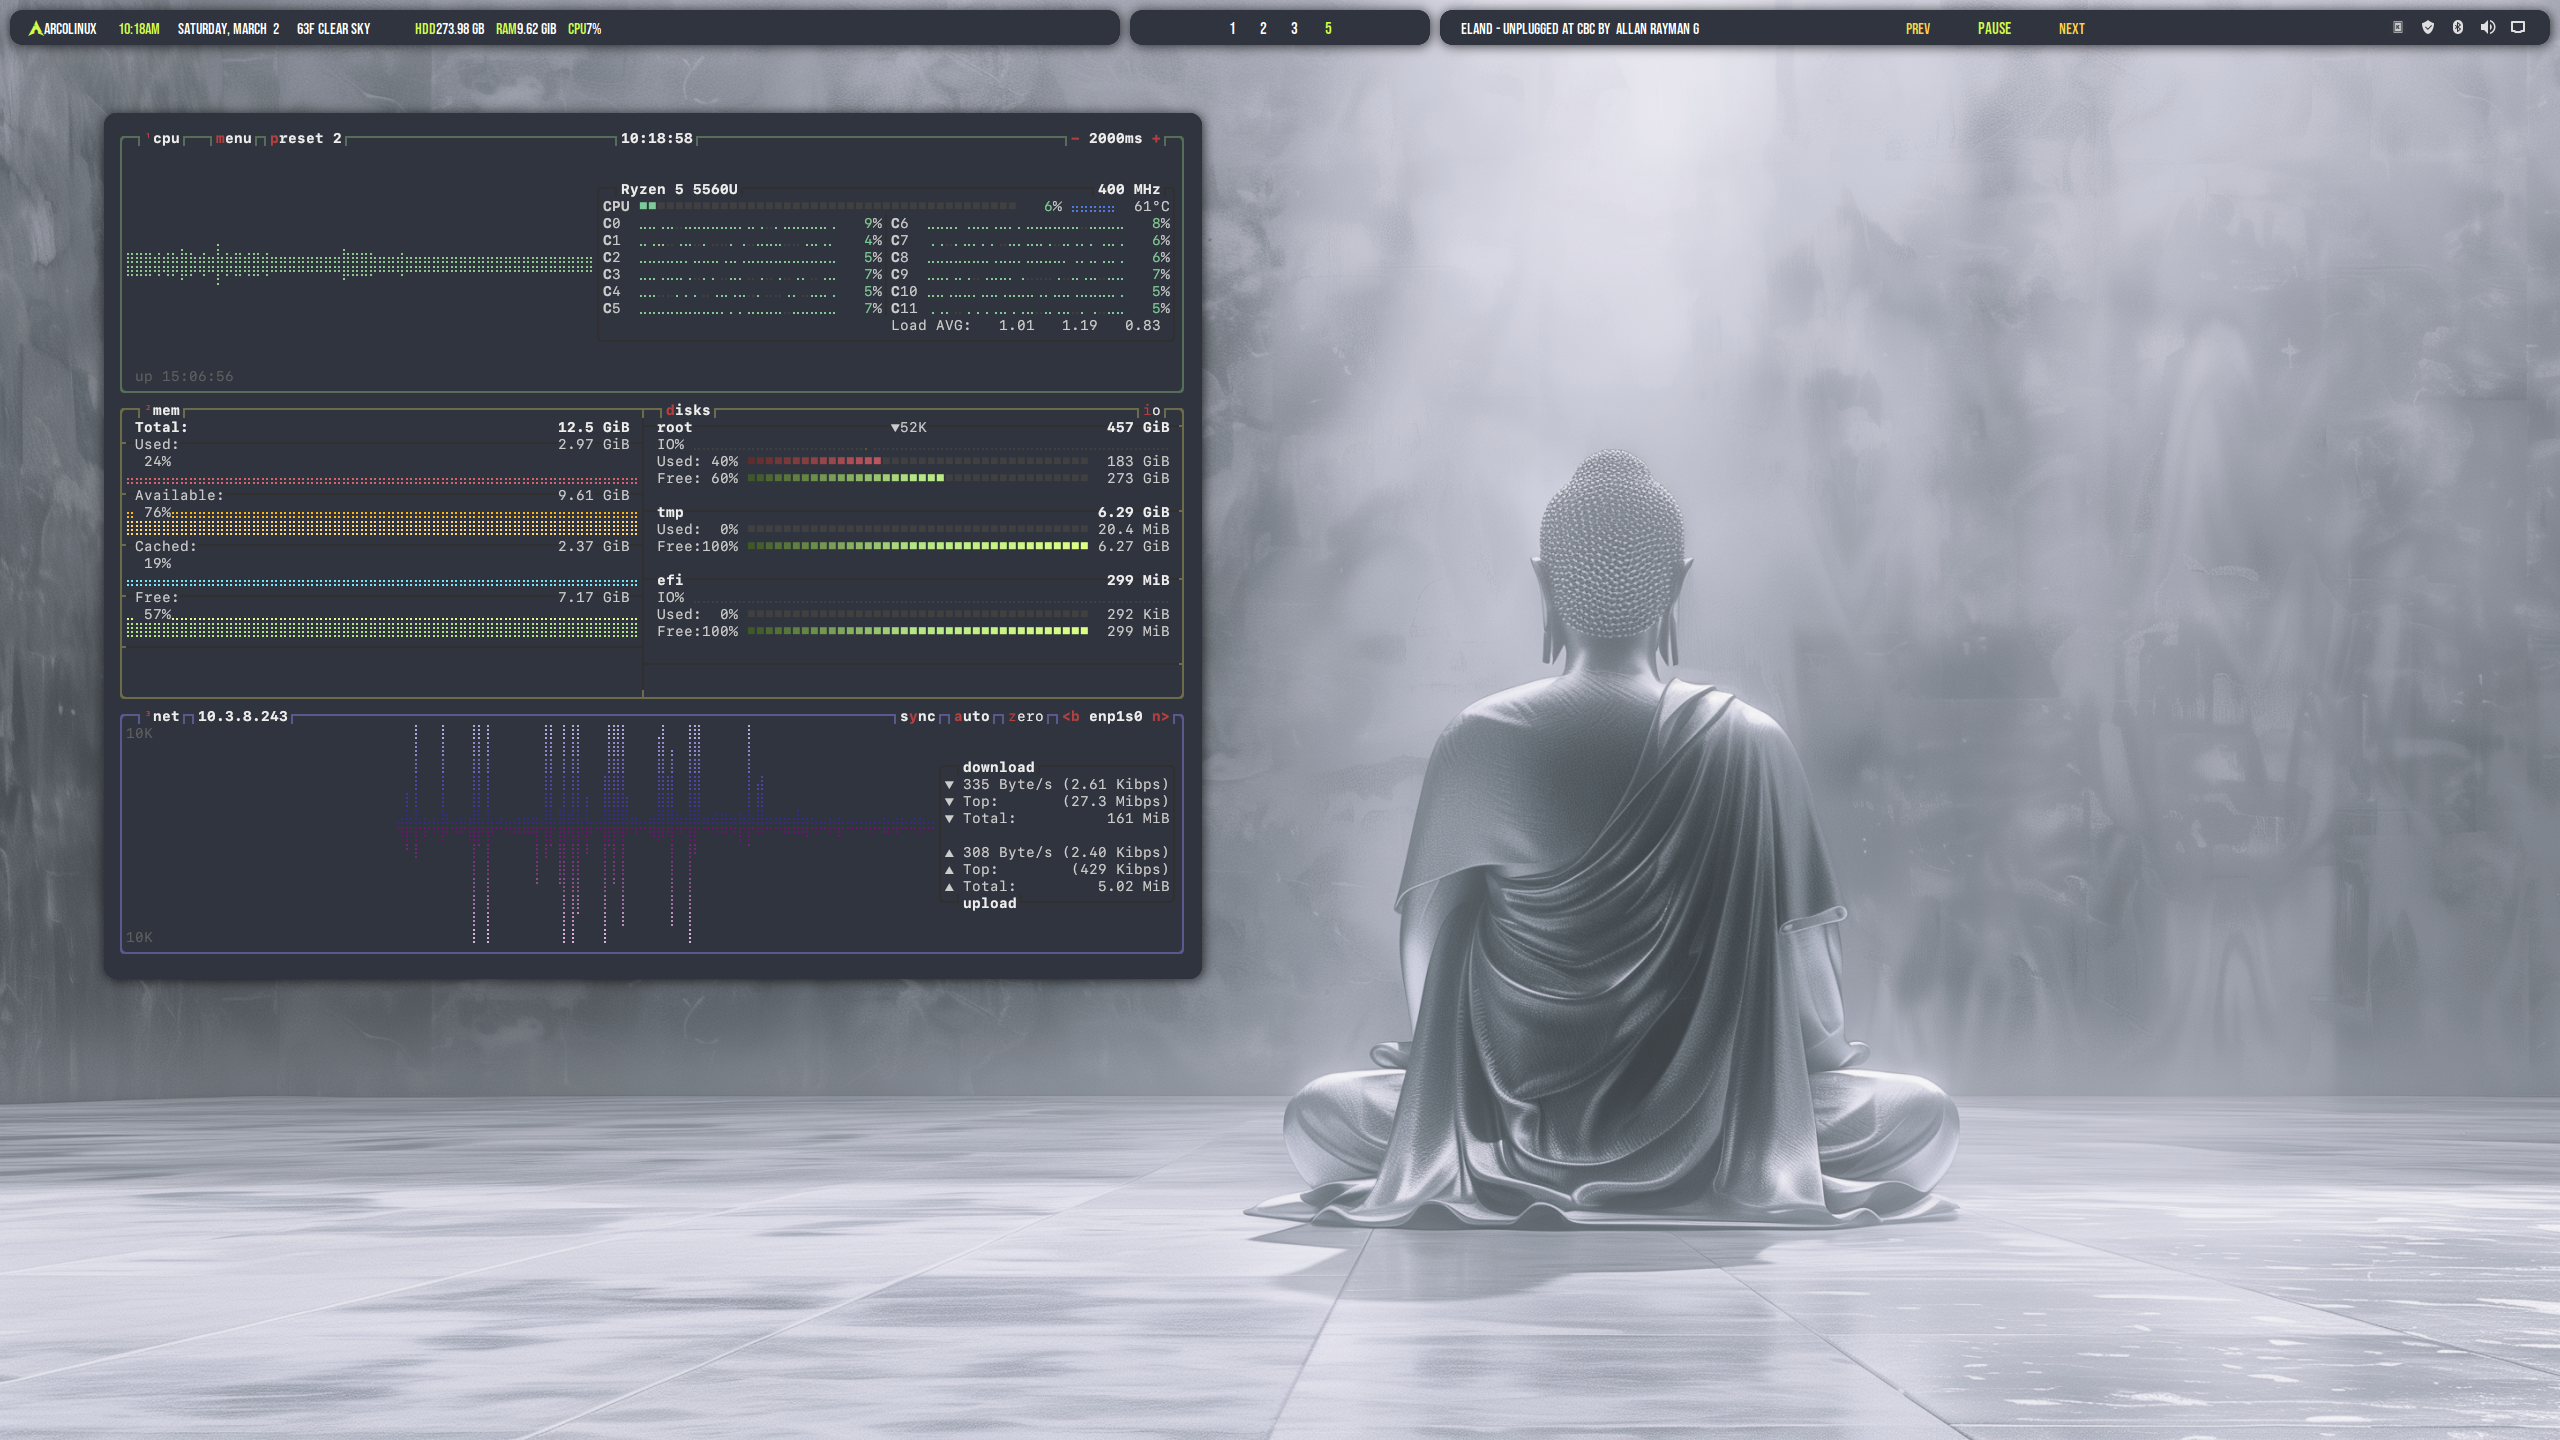 ARCOLINUX 10:18AM SATURDAY, MARCH 2 63F CLEAR SKY HDD273.98 GB RAM9.62 GIB CPU7%
1 2 3 5
ELAND - UNPLUGGED AT CBC BY ALLAN RAYMAN G PREV PAUSE NEXT
¹cpu menu preset 2 10:18:58 - 2000ms +
Ryzen 5 5560U 400 MHz
CPU 6% 61°C
C0 9% C6 8%
C1 4% C7 6%
C2 5% C8 6%
C3 7% C9 7%
C4 5% C10 5%
C5 7% C11 5%
Load AVG: 1.01 1.19 0.83
up 15:06:56
²mem
Total: 12.5 GiB
Used: 2.97 GiB
24%
Available: 9.61 GiB
76%
Cached: 2.37 GiB
19%
Free: 7.17 GiB
57%
disks io
root ▼52K 457 GiB
IO%
Used: 40% 183 GiB
Free: 60% 273 GiB
tmp 6.29 GiB
Used: 0% 20.4 MiB
Free:100% 6.27 GiB
efi 299 MiB
IO%
Used: 0% 292 KiB
Free:100% 299 MiB
³net 10.3.8.243 sync auto zero <b enp1s0 n>
10K
download
▼ 335 Byte/s (2.61 Kibps)
▼ Top: (27.3 Mibps)
▼ Total: 161 MiB
▲ 308 Byte/s (2.40 Kibps)
▲ Top: (429 Kibps)
▲ Total: 5.02 MiB
upload
10K